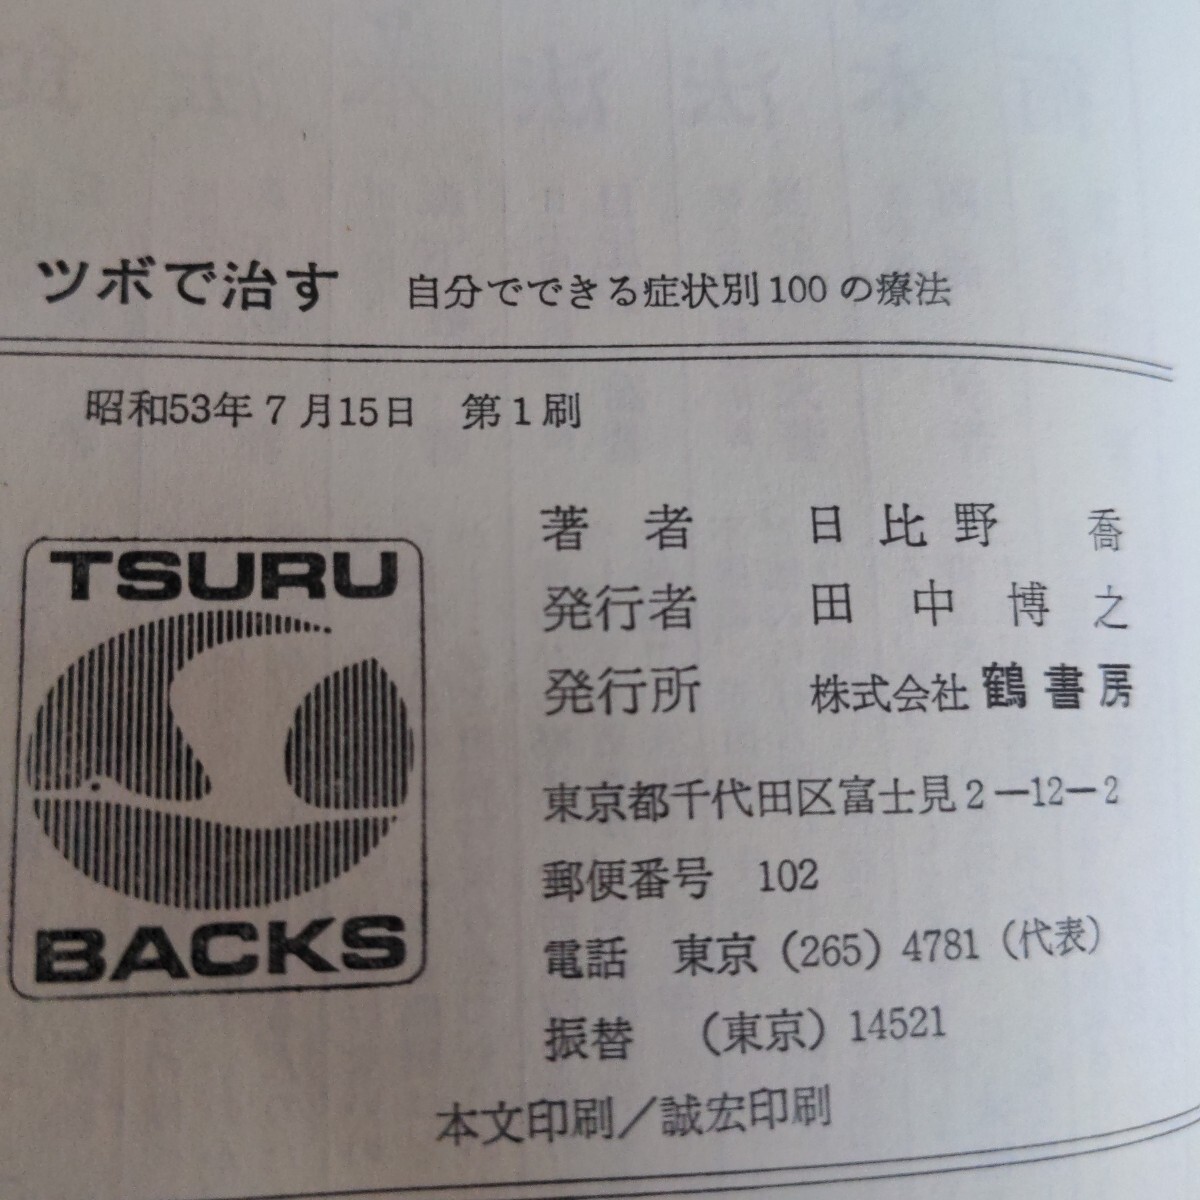 ツボで治す 自分でできる症状別100の療法
昭和53年7月15日 第1刷
TSURU
BACKS
著者 日比野 喬
発行者 田中博之
発行所 株式会社 鶴書房
東京都千代田区富士見2-12-2
郵便番号 102
電話 東京(265)4781(代表)
振替 (東京)14521
本文印刷/誠宏印刷